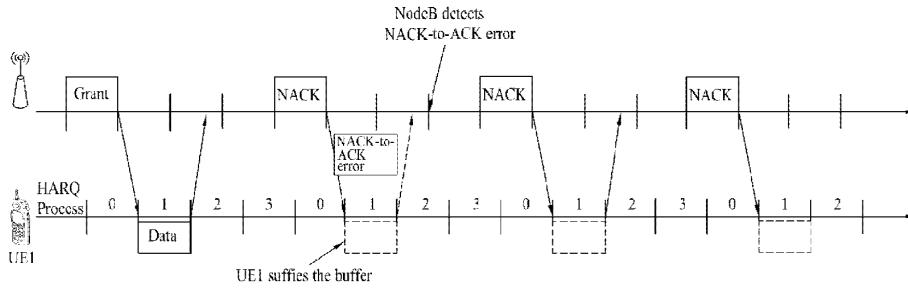 NodeB detects
NACK-to-ACK error
Grant
NACK
NACK
NACK
NACK-to-
ACK
error
HARQ
Process
0 1 2 3 0 1 2 3 0 1 2 3 0 1 2
Data
UE1
UE1 suffies the buffer